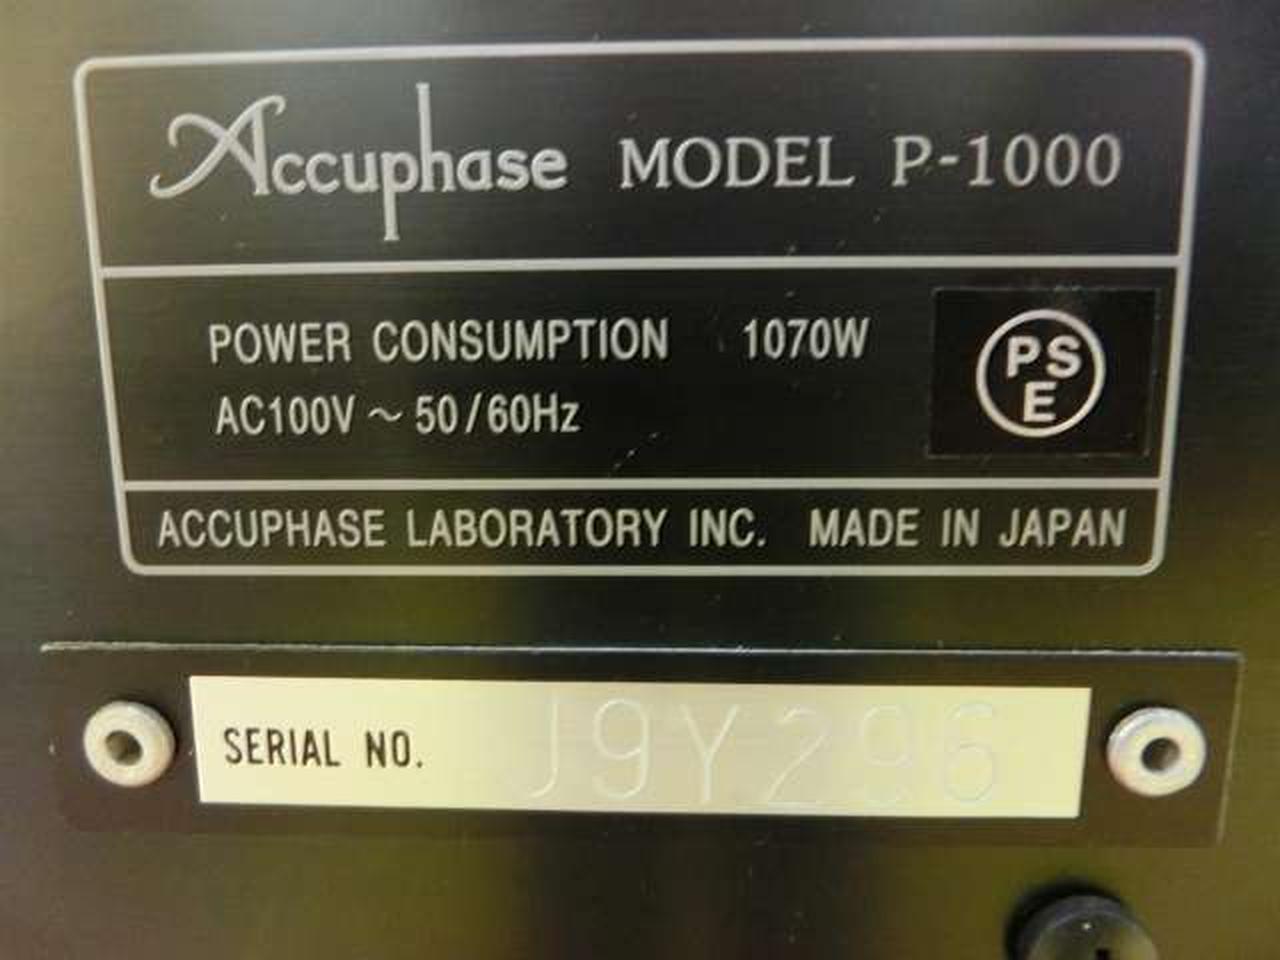 Accuphase MODEL P-1000
POWER CONSUMPTION 1070W
AC100V ~ 50/60Hz
PS
E
ACCUPHASE LABORATORY INC. MADE IN JAPAN
SERIAL NO. J9Y296